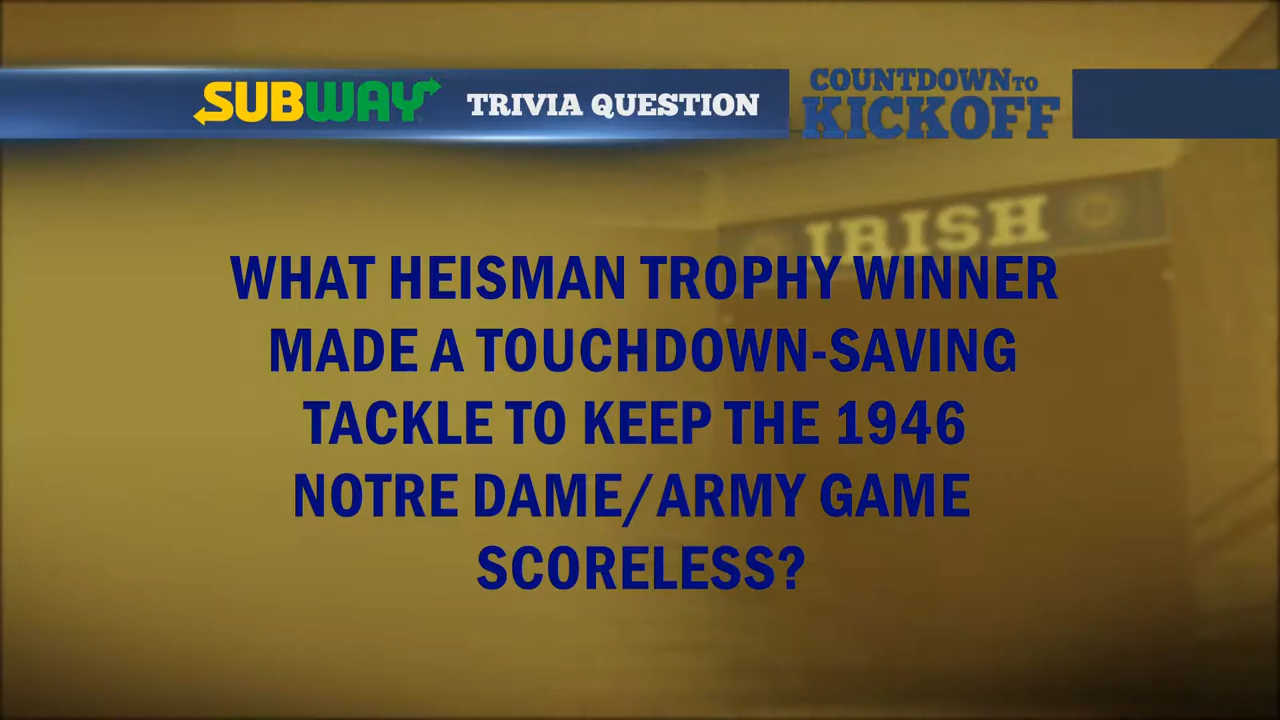 SUBWAY TRIVIA QUESTION
COUNTDOWN TO
KICKOFF
IRISH
WHAT HEISMAN TROPHY WINNER
MADE A TOUCHDOWN-SAVING
TACKLE TO KEEP THE 1946
NOTRE DAME/ARMY GAME
SCORELESS?